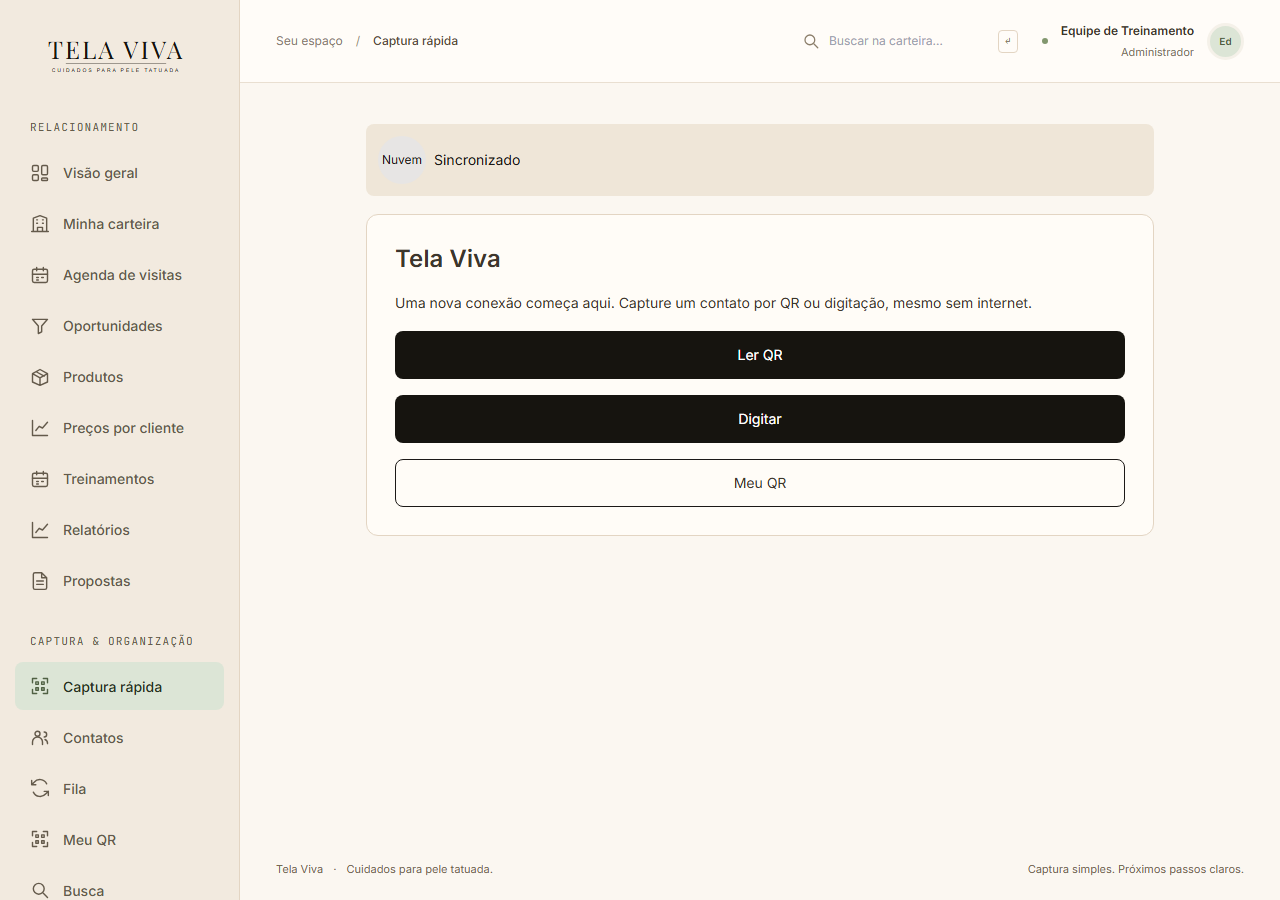 TELA VIVA
CUIDADOS PARA PELE TATUADA
RELACIONAMENTO
Visão geral
Minha carteira
Agenda de visitas
Oportunidades
Produtos
Preços por cliente
Treinamentos
Relatórios
Propostas
CAPTURA & ORGANIZAÇÃO
Captura rápida
Contatos
Fila
Meu QR
Busca
Seu espaço / Captura rápida
Buscar na carteira...
↵
Equipe de Treinamento
Administrador
Ed
Nuvem Sincronizado
Tela Viva
Uma nova conexão começa aqui. Capture um contato por QR ou digitação, mesmo sem internet.
Ler QR
Digitar
Meu QR
Tela Viva · Cuidados para pele tatuada.
Captura simples. Próximos passos claros.